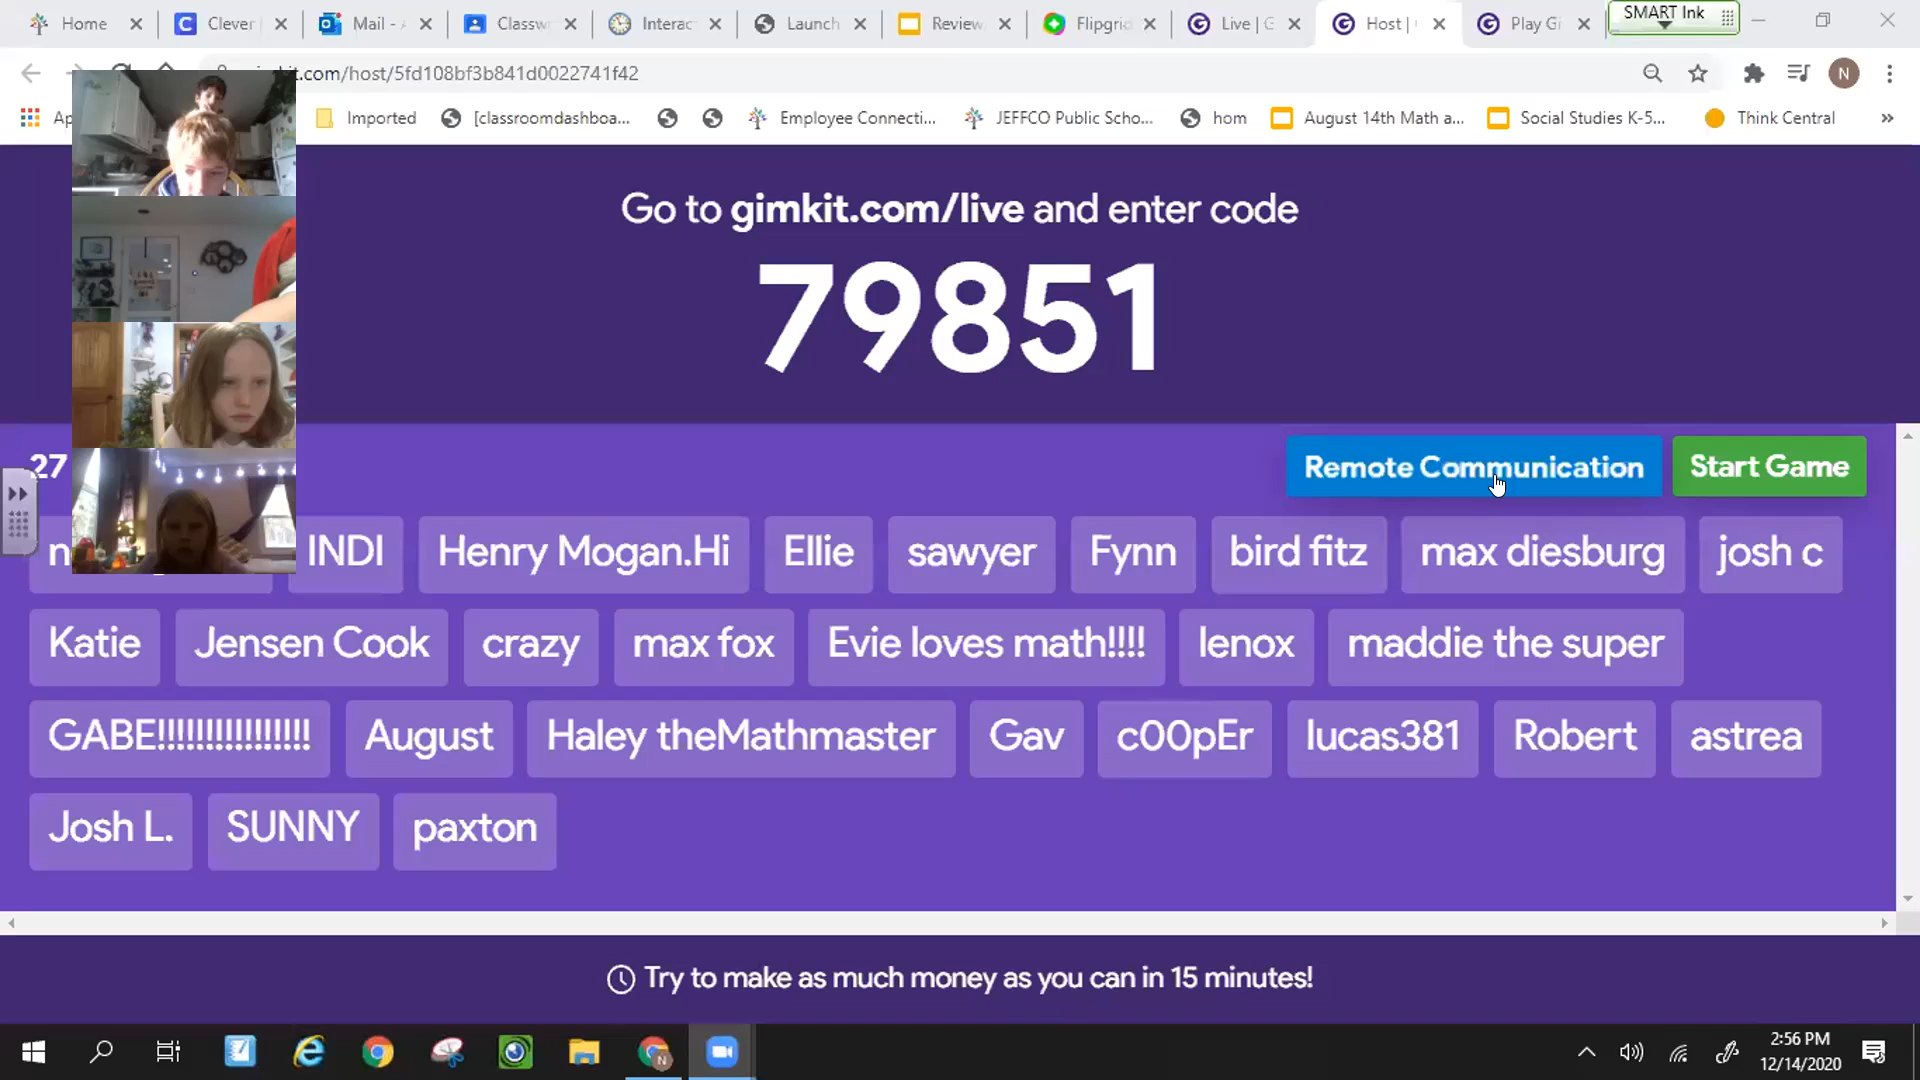 Home
Clever
Mail -
Classw
Interac
Launch
Review
Flipgri
Live | G
Host |
Play Gi
SMART Ink
.com/host/5fd108bf3b841d0022741f42
N
Imported
[classroomdashboa...
Employee Connecti...
JEFFCO Public Scho...
hom
August 14th Math a...
Social Studies K-5...
Think Central
»
Go to gimkit.com/live and enter code
79851
27
Remote Communication
Start Game
INDI
Henry Mogan.Hi
Ellie
sawyer
Fynn
bird fitz
max diesburg
josh c
Katie
Jensen Cook
crazy
max fox
Evie loves math!!!!
lenox
maddie the super
GABE!!!!!!!!!!!!!!!!
August
Haley theMathmaster
Gav
c00pEr
lucas381
Robert
astrea
Josh L.
SUNNY
paxton
Try to make as much money as you can in 15 minutes!
2:56 PM
12/14/2020